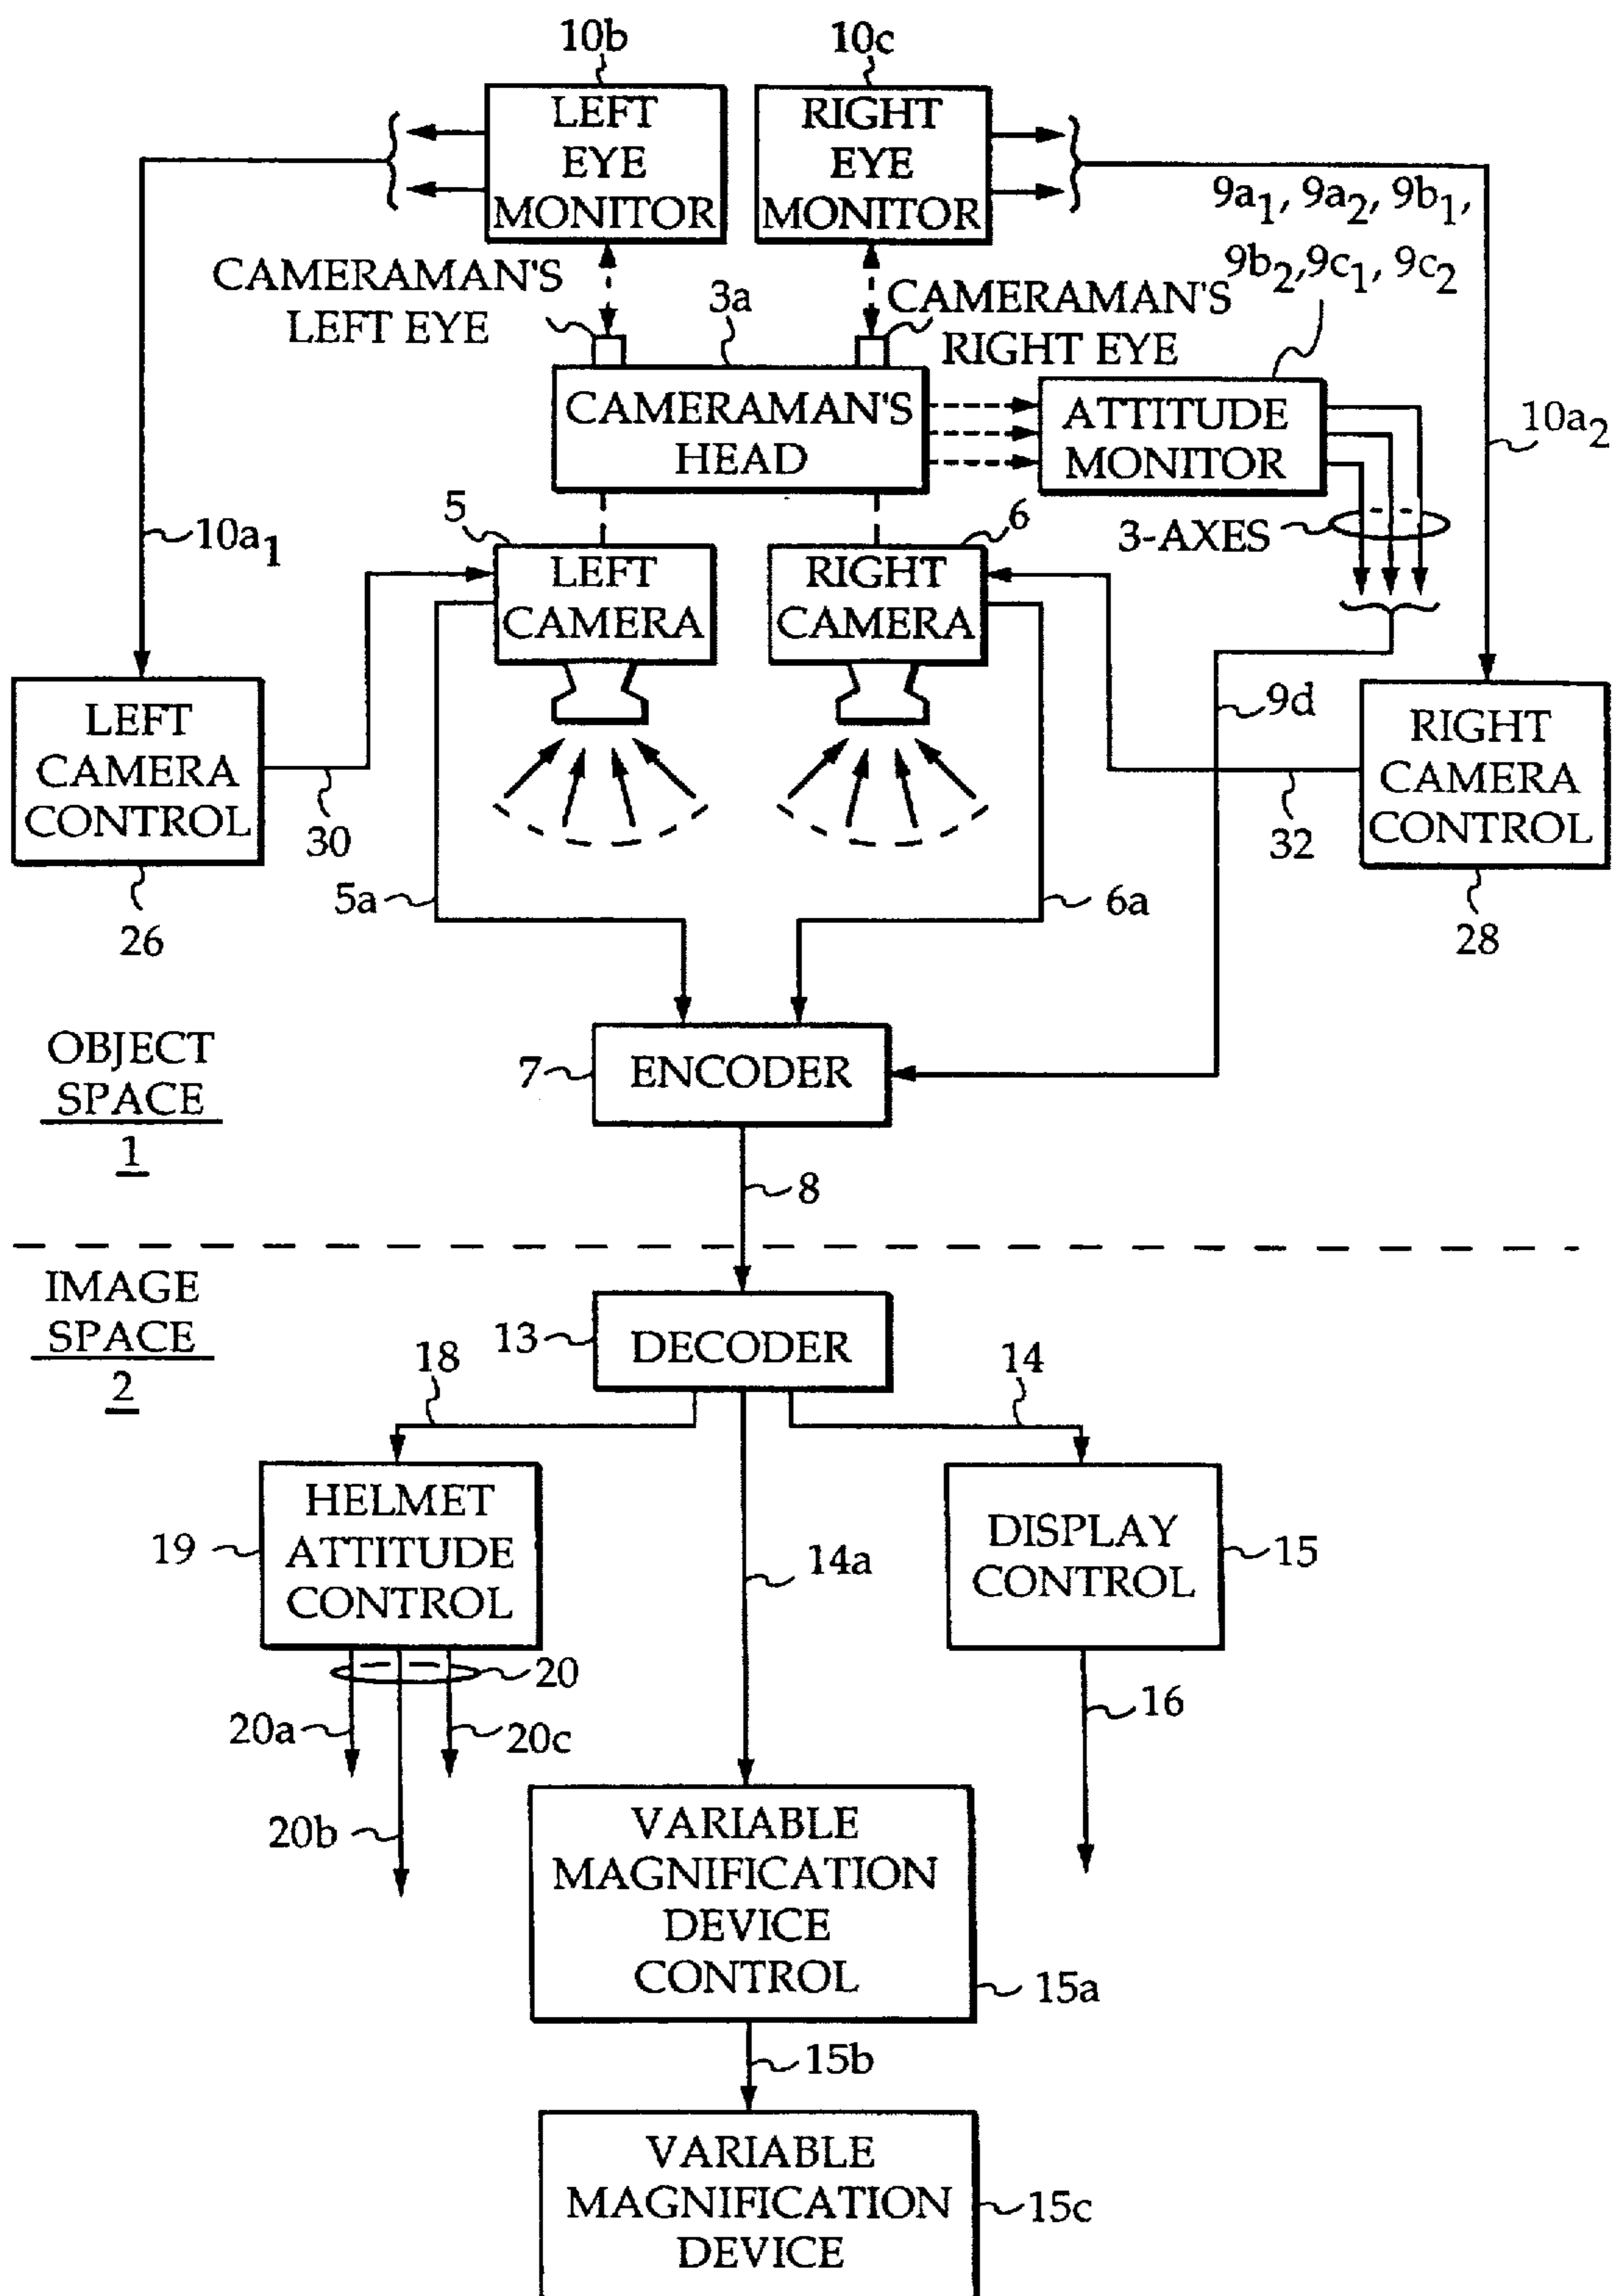 10b
10c
LEFT
EYE
MONITOR
RIGHT
EYE
MONITOR
9a1, 9a2, 9b1,
9b2,9c1, 9c2
CAMERAMAN'S
LEFT EYE
3a
CAMERAMAN'S
RIGHT EYE
CAMERAMAN'S
HEAD
ATTITUDE
MONITOR
10a2
10a1
5
6
3-AXES
LEFT
CAMERA
RIGHT
CAMERA
LEFT
CAMERA
CONTROL
9d
RIGHT
CAMERA
CONTROL
30
32
5a
6a
26
28
OBJECT
SPACE
1
7
ENCODER
8
IMAGE
SPACE
2
13
DECODER
18
14
HELMET
ATTITUDE
CONTROL
19
14a
DISPLAY
CONTROL
15
20
20a
20c
16
20b
VARIABLE
MAGNIFICATION
DEVICE
CONTROL
15a
15b
VARIABLE
MAGNIFICATION
DEVICE
15c